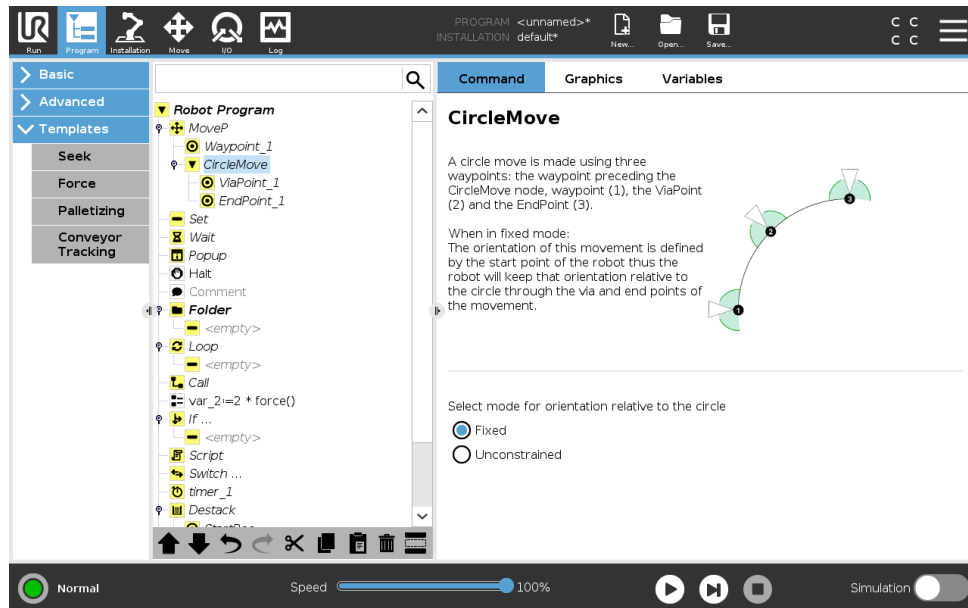 PROGRAM <unnamed>*
INSTALLATION default*
Run
Program
Installation
Move
I/O
Log
New...
Open...
Save...
C C
C C
Basic
Advanced
Templates
Seek
Force
Palletizing
Conveyor
Tracking
Robot Program
MoveP
Waypoint_1
CircleMove
ViaPoint_1
EndPoint_1
Set
Wait
Popup
Halt
Comment
Folder
<empty>
Loop
<empty>
Call
var_2:=2 * force()
If ...
<empty>
Script
Switch ...
timer_1
Destack
Command
Graphics
Variables
CircleMove
A circle move is made using three
waypoints: the waypoint preceding the
CircleMove node, waypoint (1), the ViaPoint
(2) and the EndPoint (3).
When in fixed mode:
The orientation of this movement is defined
by the start point of the robot thus the
robot will keep that orientation relative to
the circle through the via and end points of
the movement.
3
2
1
Select mode for orientation relative to the circle
Fixed
Unconstrained
Normal
Speed
100%
Simulation